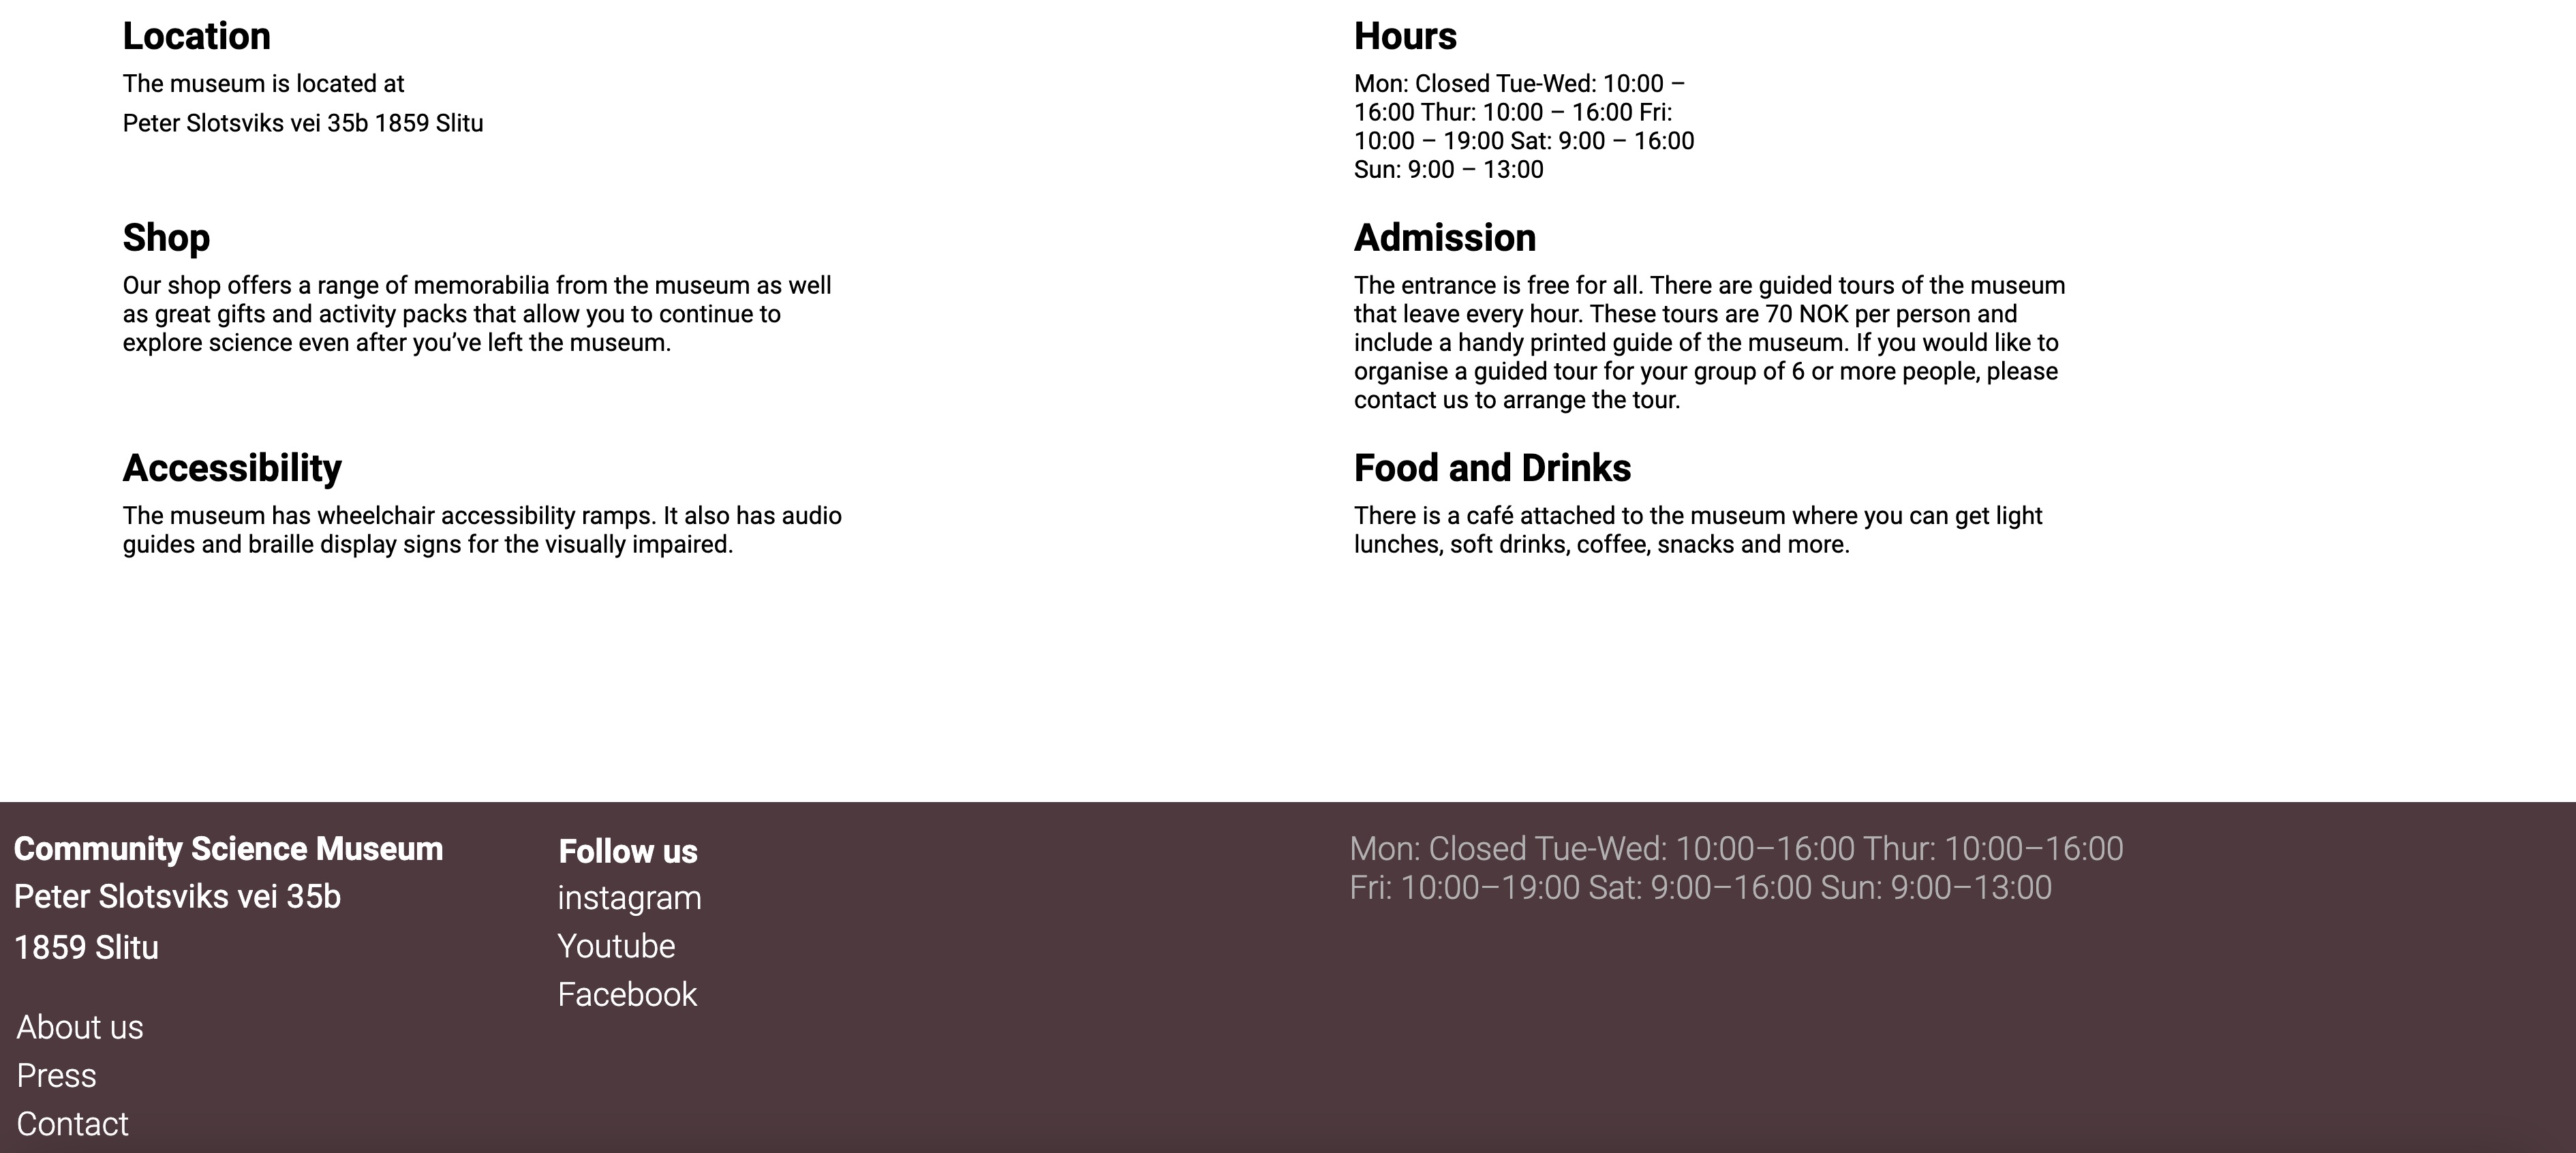 Location
The museum is located at
Peter Slotsviks vei 35b 1859 Slitu
Hours
Mon: Closed Tue-Wed: 10:00 –
16:00 Thur: 10:00 – 16:00 Fri:
10:00 – 19:00 Sat: 9:00 – 16:00
Sun: 9:00 – 13:00
Shop
Our shop offers a range of memorabilia from the museum as well
as great gifts and activity packs that allow you to continue to
explore science even after you’ve left the museum.
Admission
The entrance is free for all. There are guided tours of the museum
that leave every hour. These tours are 70 NOK per person and
include a handy printed guide of the museum. If you would like to
organise a guided tour for your group of 6 or more people, please
contact us to arrange the tour.
Accessibility
The museum has wheelchair accessibility ramps. It also has audio
guides and braille display signs for the visually impaired.
Food and Drinks
There is a café attached to the museum where you can get light
lunches, soft drinks, coffee, snacks and more.
Community Science Museum
Peter Slotsviks vei 35b
1859 Slitu
About us
Press
Contact
Follow us
instagram
Youtube
Facebook
Mon: Closed Tue-Wed: 10:00–16:00 Thur: 10:00–16:00
Fri: 10:00–19:00 Sat: 9:00–16:00 Sun: 9:00–13:00